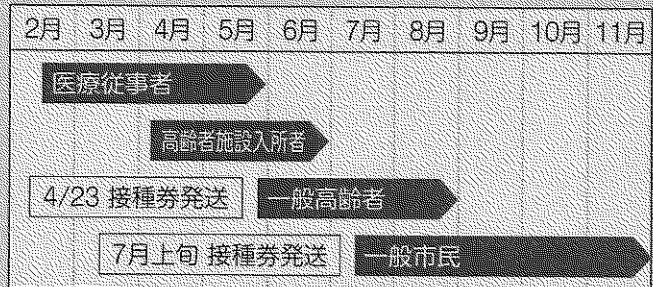 2月 3月 4月 5月 6月 7月 8月 9月 10月 11月
医療従事者
高齢者施設入所者
4/23 接種券発送 一般高齢者
7月上旬 接種券発送 一般市民